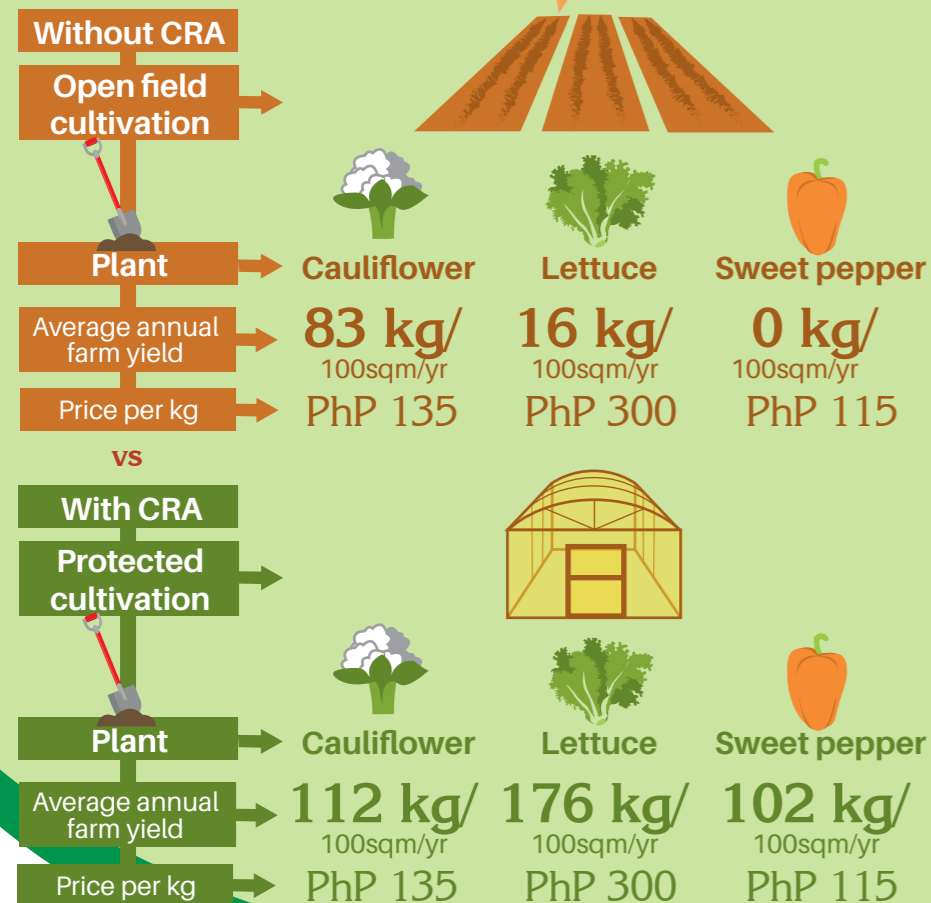 Without CRA
Open field
cultivation
Plant
Cauliflower
Lettuce
Sweet pepper
Average annual
farm yield
83 kg/
100sqm/yr
16 kg/
100sqm/yr
0 kg/
100sqm/yr
Price per kg
PhP 135
PhP 300
PhP 115
vs
With CRA
Protected
cultivation
Plant
Cauliflower
Lettuce
Sweet pepper
Average annual
farm yield
112 kg/
100sqm/yr
176 kg/
100sqm/yr
102 kg/
100sqm/yr
Price per kg
PhP 135
PhP 300
PhP 115